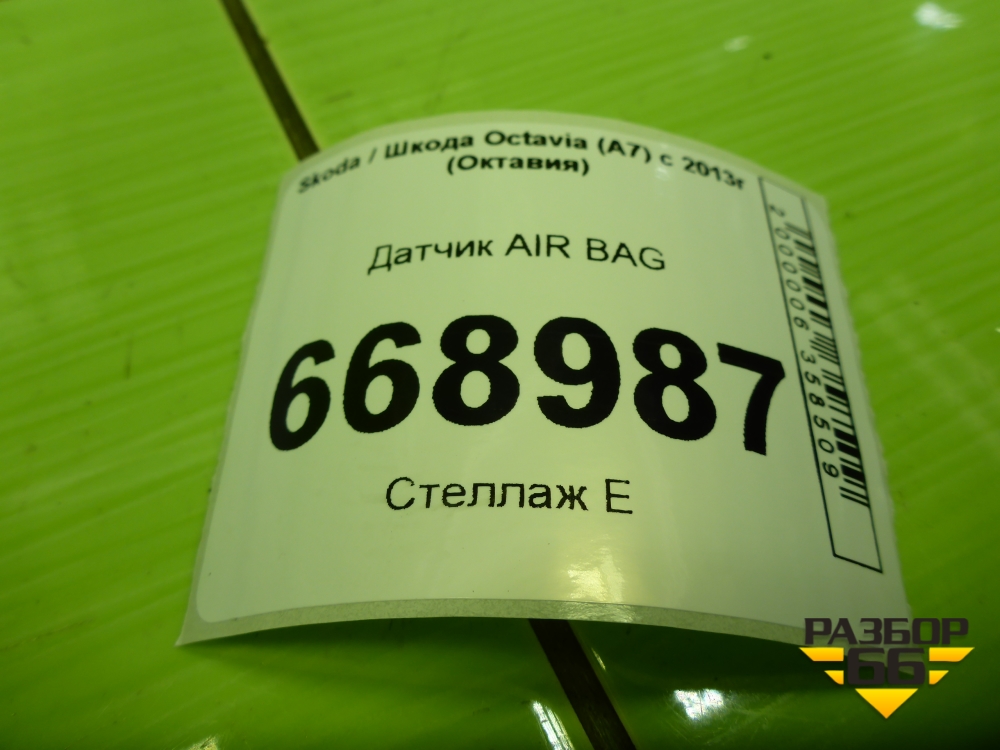 Skoda / Шкода Octavia (A7) с 2013г
(Октавия)
Датчик AIR BAG
668987
Стеллаж Е
2000006358509
РАЗБОР
66